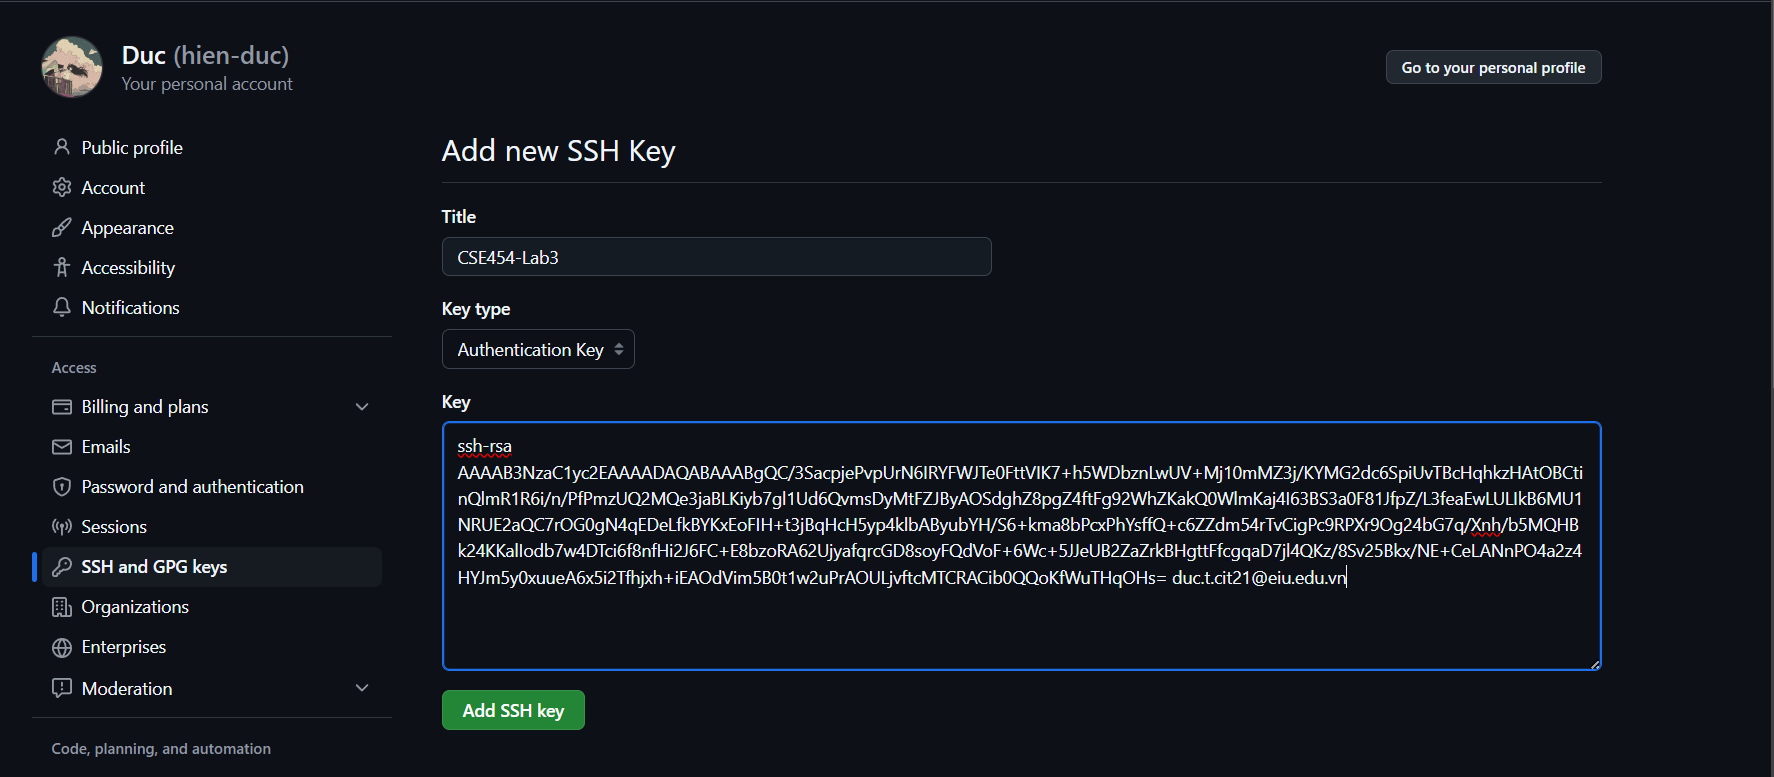 Duc (hien-duc)
Your personal account
Go to your personal profile
Public profile
Account
Appearance
Accessibility
Notifications
Access
Billing and plans
Emails
Password and authentication
Sessions
SSH and GPG keys
Organizations
Enterprises
Moderation
Code, planning, and automation
Add new SSH Key
Title
CSE454-Lab3
Key type
Authentication Key
Key
ssh-rsa
AAAAB3NzaC1yc2EAAAADAQABAAABgQC/3SacpjePvpUrN6IRYFWJTe0FttVIK7+h5WDbznLwUV+Mj10mMZ3j/KYMG2dc6SpiUvTBcHqhkzHAtOBCti
nQlmR1R6i/n/PfPmzUQ2MQe3jaBLKiyb7gl1Ud6QvmsDyMtFZJByAOSdghZ8pgZ4ftFg92WhZKakQ0WlmKaj4I63BS3a0F81JfpZ/L3feaEwLULIkB6MU1
NRUE2aQC7rOG0gN4qEDeLfkBYKxEoFIH+t3jBqHcH5yp4klbAByubYH/S6+kma8bPcxPhYsffQ+c6ZZdm54rTvCigPc9RPXr9Og24bG7q/Xnh/b5MQHB
k24KKalIodb7w4DTci6f8nfHi2J6FC+E8bzoRA62UjyafqrcGD8soyFQdVoF+6Wc+5JJeUB2ZaZrkBHgttFfcgqaD7jl4QKz/8Sv25Bkx/NE+CeLANnPO4a2z4
HYJm5y0xuueA6x5i2Tfhjxh+iEAOdVim5B0t1w2uPrAOULjvftcMTCRACib0QQoKfWuTHqOHs= duc.t.cit21@eiu.edu.vn
Add SSH key